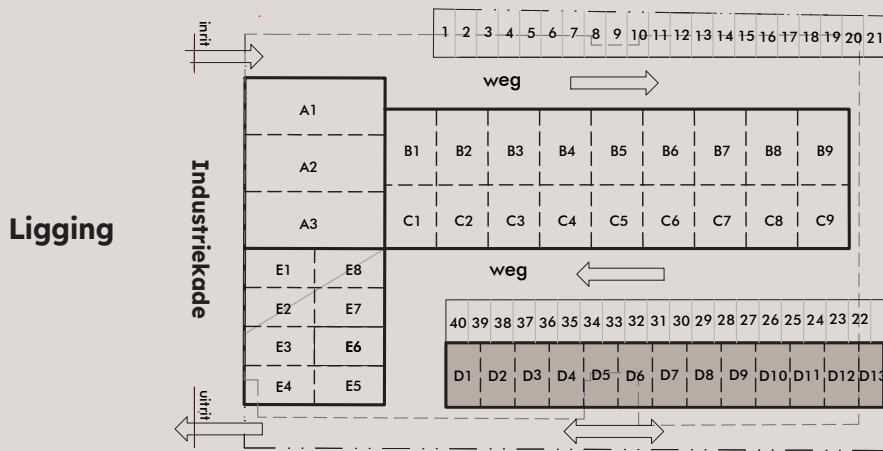 inrit
1 2 3 4 5 6 7 8 9 10 11 12 13 14 15 16 17 18 19 20 21
weg
A1
A2
A3
B1 B2 B3 B4 B5 B6 B7 B8 B9
C1 C2 C3 C4 C5 C6 C7 C8 C9
Ligging
Industriekade
weg
E1 E8
E2 E7
E3 E6
E4 E5
40 39 38 37 36 35 34 33 32 31 30 29 28 27 26 25 24 23 22
D1 D2 D3 D4 D5 D6 D7 D8 D9 D10 D11 D12 D13
uitrit